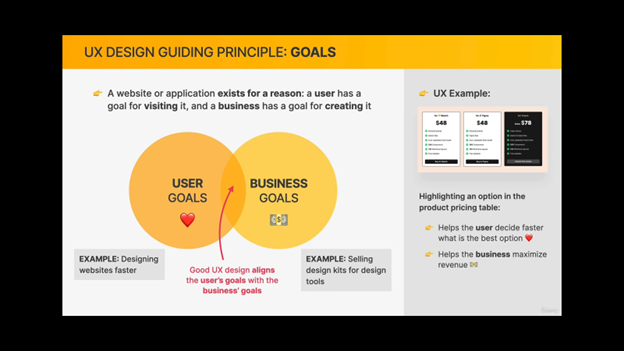 UX DESIGN GUIDING PRINCIPLE: GOALS
A website or application exists for a reason: a user has a
goal for visiting it, and a business has a goal for creating it
USER
GOALS
BUSINESS
GOALS
EXAMPLE: Designing
websites faster
Good UX design aligns
the user's goals with the
business' goals
EXAMPLE: Selling
design kits for design
tools
UX Example:
$48
$48
$78
Highlighting an option in the
product pricing table:
Helps the user decide faster
what is the best option
Helps the business maximize
revenue